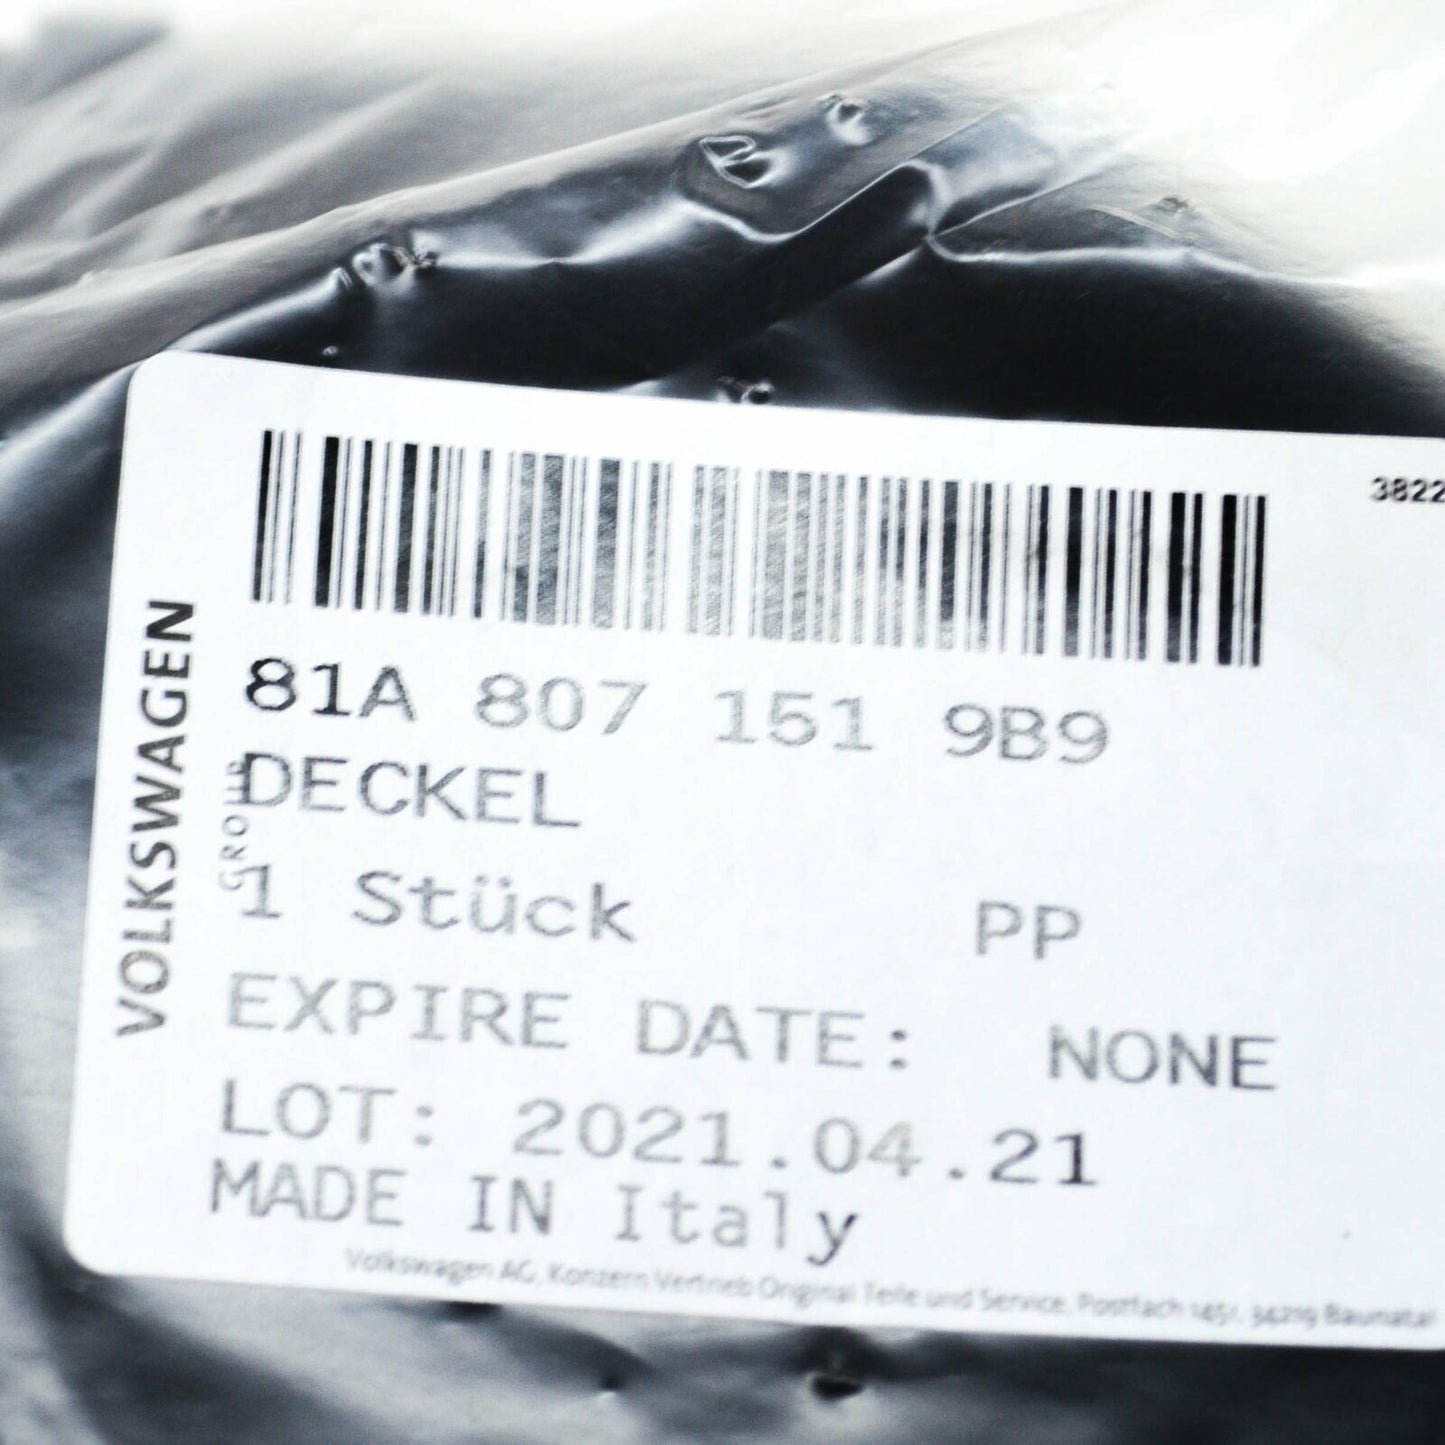 3822
81A 807 151 9B9
DECKEL
1 Stück PP
EXPIRE DATE: NONE
LOT: 2021.04.21
MADE IN Italy
Volkswagen AG, Konzern Vertrieb Original Teile und Service, Postfach 1451, 34219 Baunatal
VOLKSWAGEN
GROUP